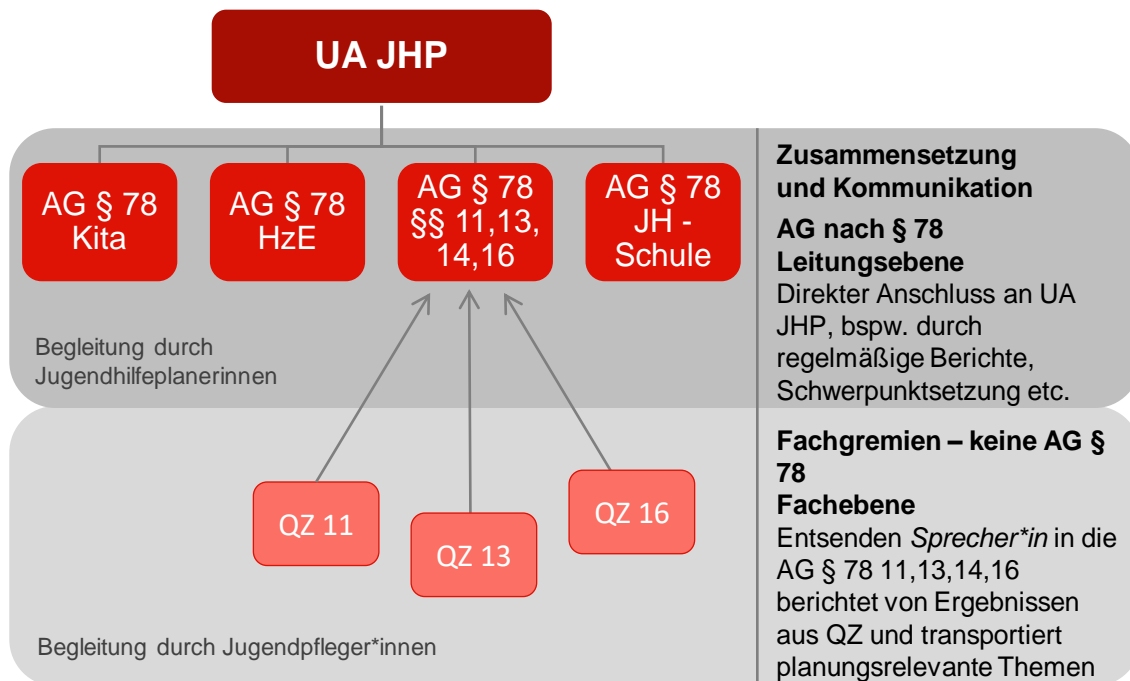 UA JHP
AG § 78
Kita
AG § 78
HzE
AG § 78
§§ 11,13,
14,16
AG § 78
JH -
Schule
Begleitung durch
Jugendhilfeplanerinnen
Zusammensetzung
und Kommunikation
AG nach § 78
Leitungsebene
Direkter Anschluss an UA
JHP, bspw. durch
regelmäßige Berichte,
Schwerpunktsetzung etc.
QZ 11
QZ 13
QZ 16
Begleitung durch Jugendpfleger*innen
Fachgremien – keine AG §
78
Fachebene
Entsenden Sprecher*in in die
AG § 78 11,13,14,16
berichtet von Ergebnissen
aus QZ und transportiert
planungsrelevante Themen